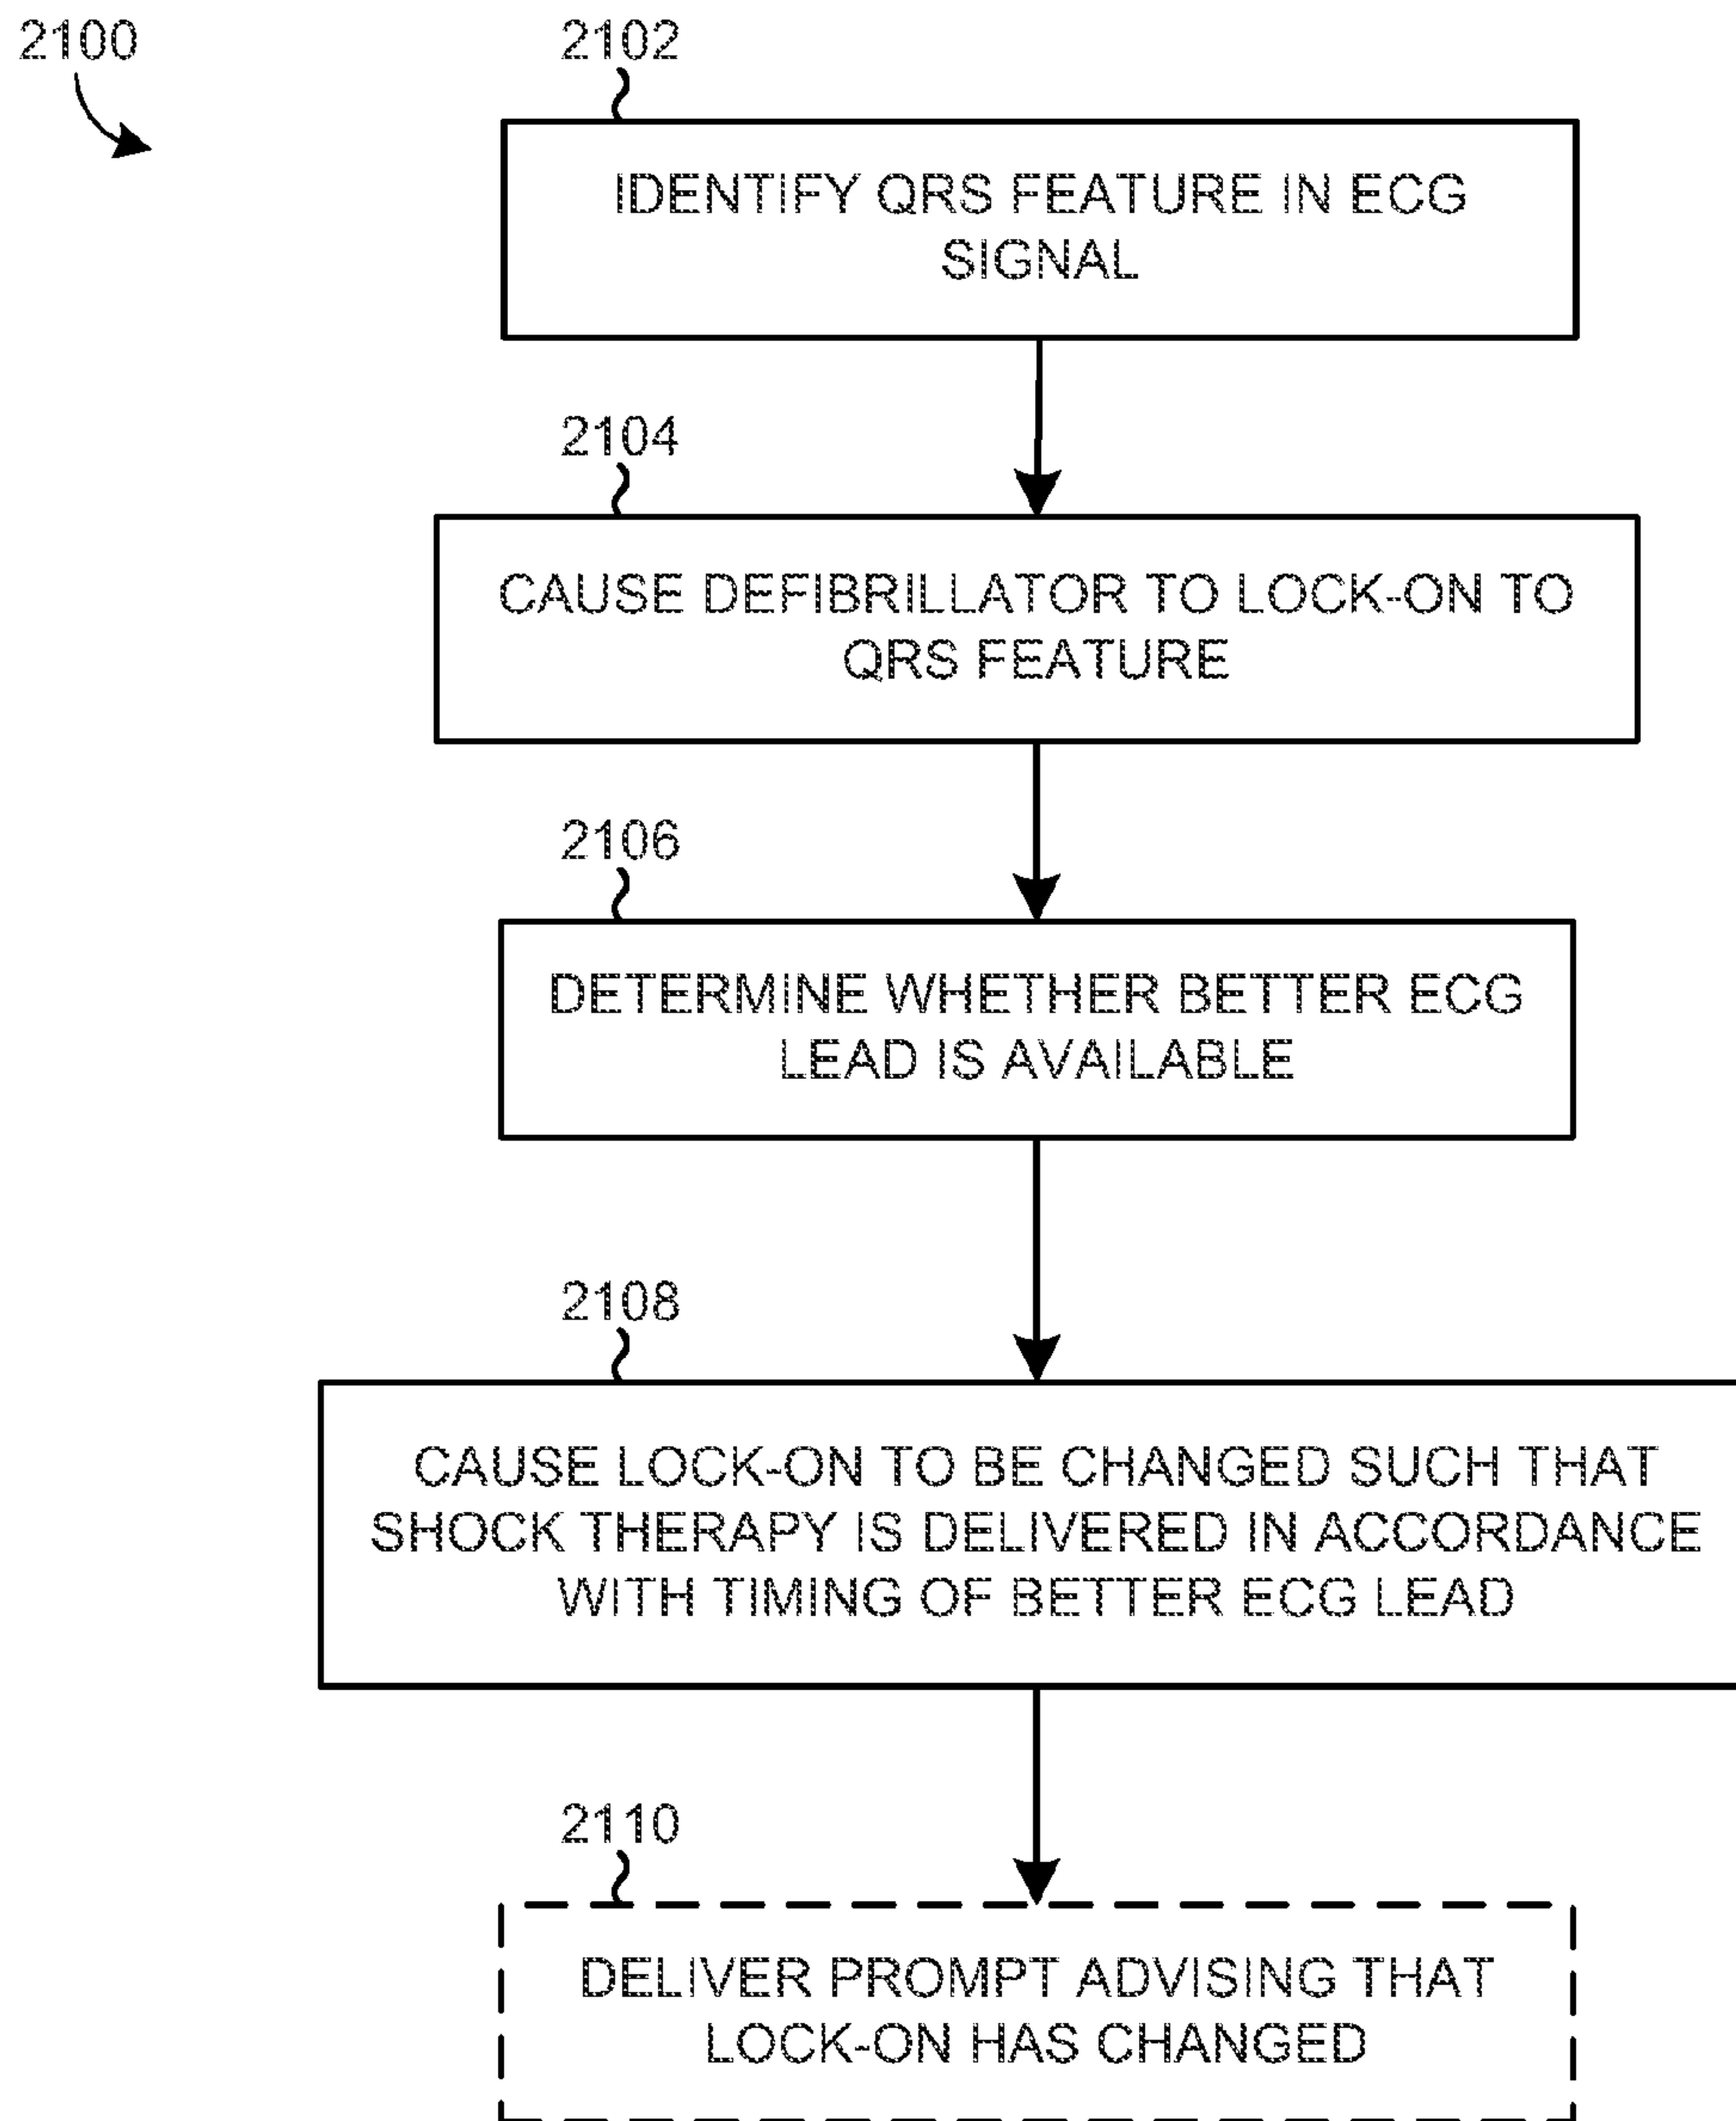 2100
2102
IDENTIFY QRS FEATURE IN ECG
SIGNAL
2104
CAUSE DEFIBRILLATOR TO LOCK-ON TO
QRS FEATURE
2106
DETERMINE WHETHER BETTER ECG
LEAD IS AVAILABLE
2108
CAUSE LOCK-ON TO BE CHANGED SUCH THAT
SHOCK THERAPY IS DELIVERED IN ACCORDANCE
WITH TIMING OF BETTER ECG LEAD
2110
DELIVER PROMPT ADVISING THAT
LOCK-ON HAS CHANGED